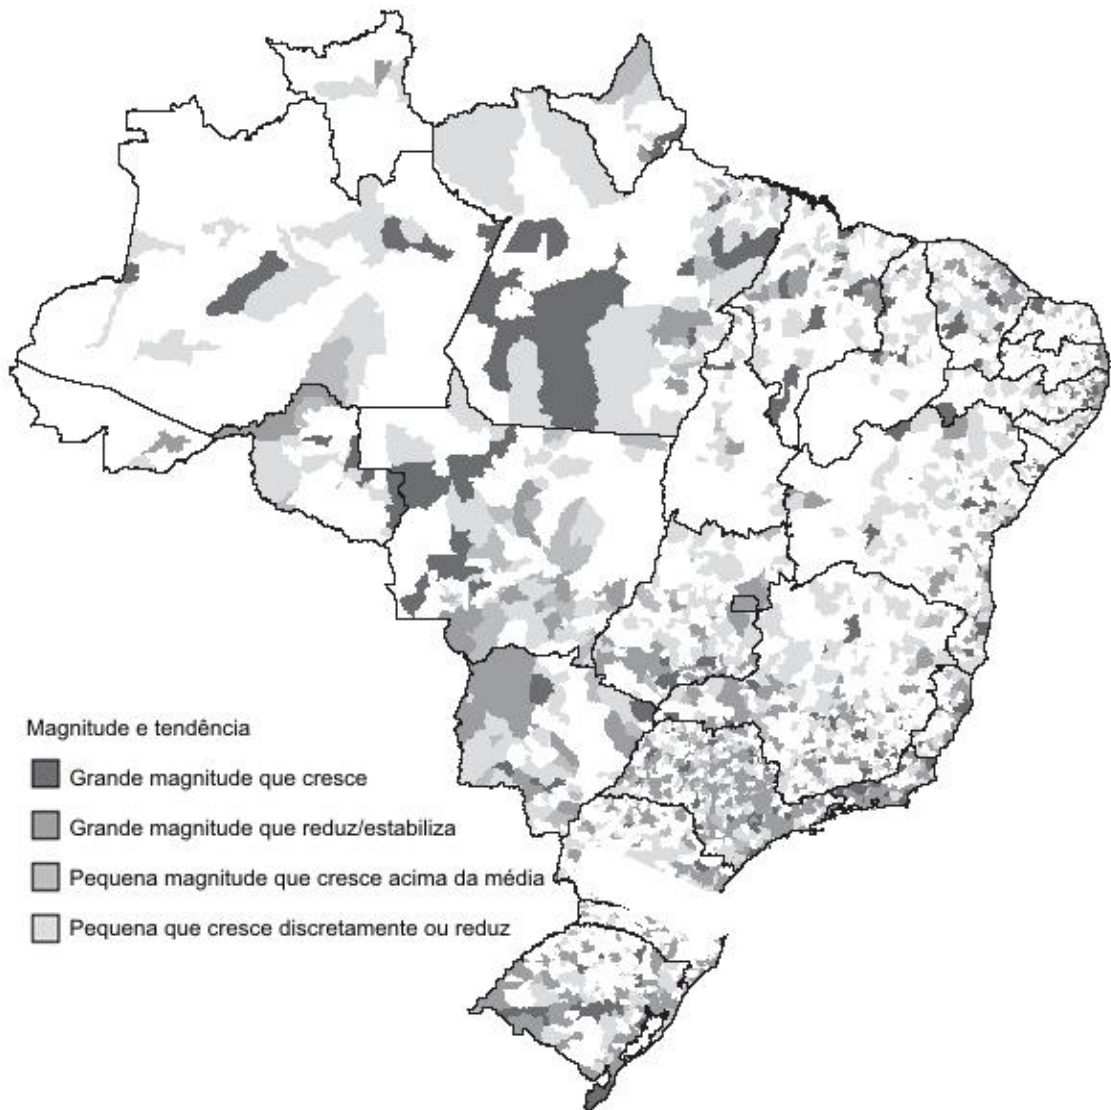 Magnitude e tendência
Grande magnitude que cresce
Grande magnitude que reduz/estabiliza
Pequena magnitude que cresce acima da média
Pequena que cresce discretamente ou reduz